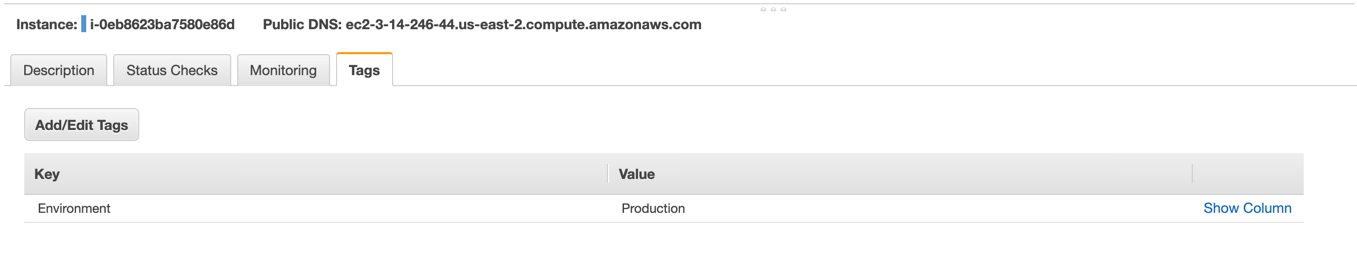 Instance: i-0eb8623ba7580e86d Public DNS: ec2-3-14-246-44.us-east-2.compute.amazonaws.com
Description Status Checks Monitoring Tags
Add/Edit Tags
Key Value
Environment Production Show Column